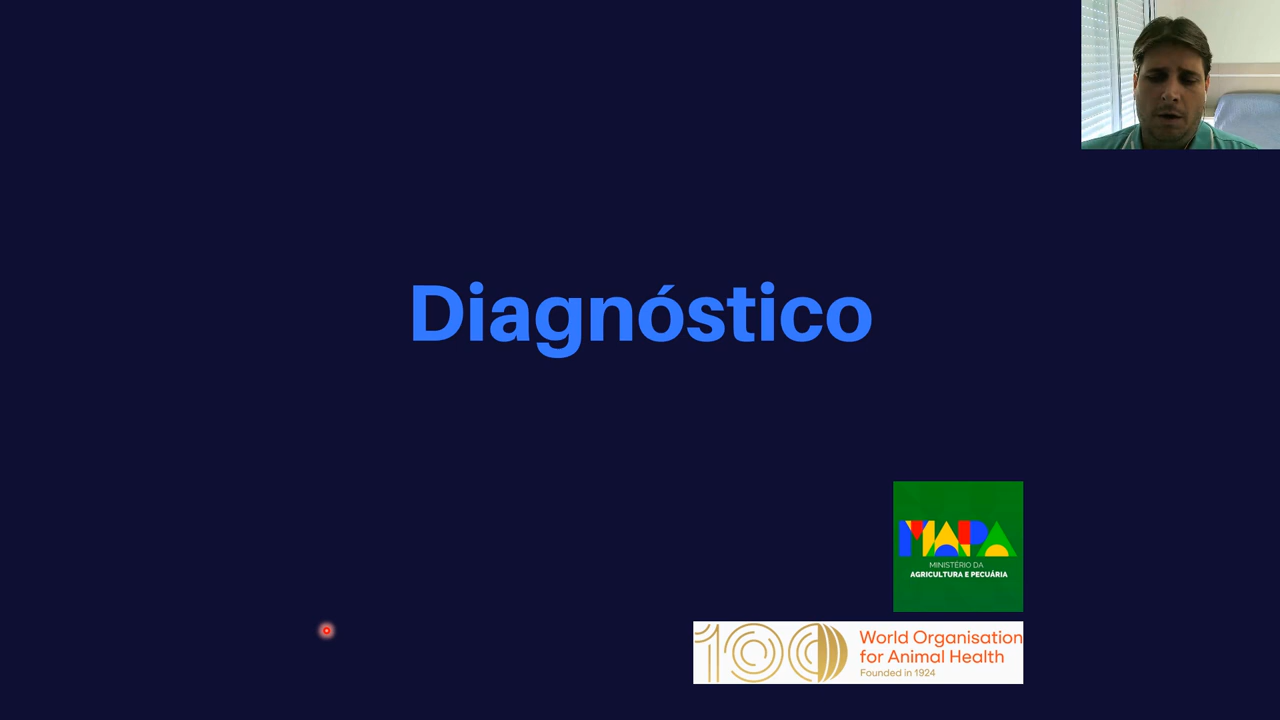 Diagnóstico
MAPA
MINISTÉRIO DA
AGRICULTURA E PECUÁRIA
100
World Organisation
for Animal Health
Founded in 1924